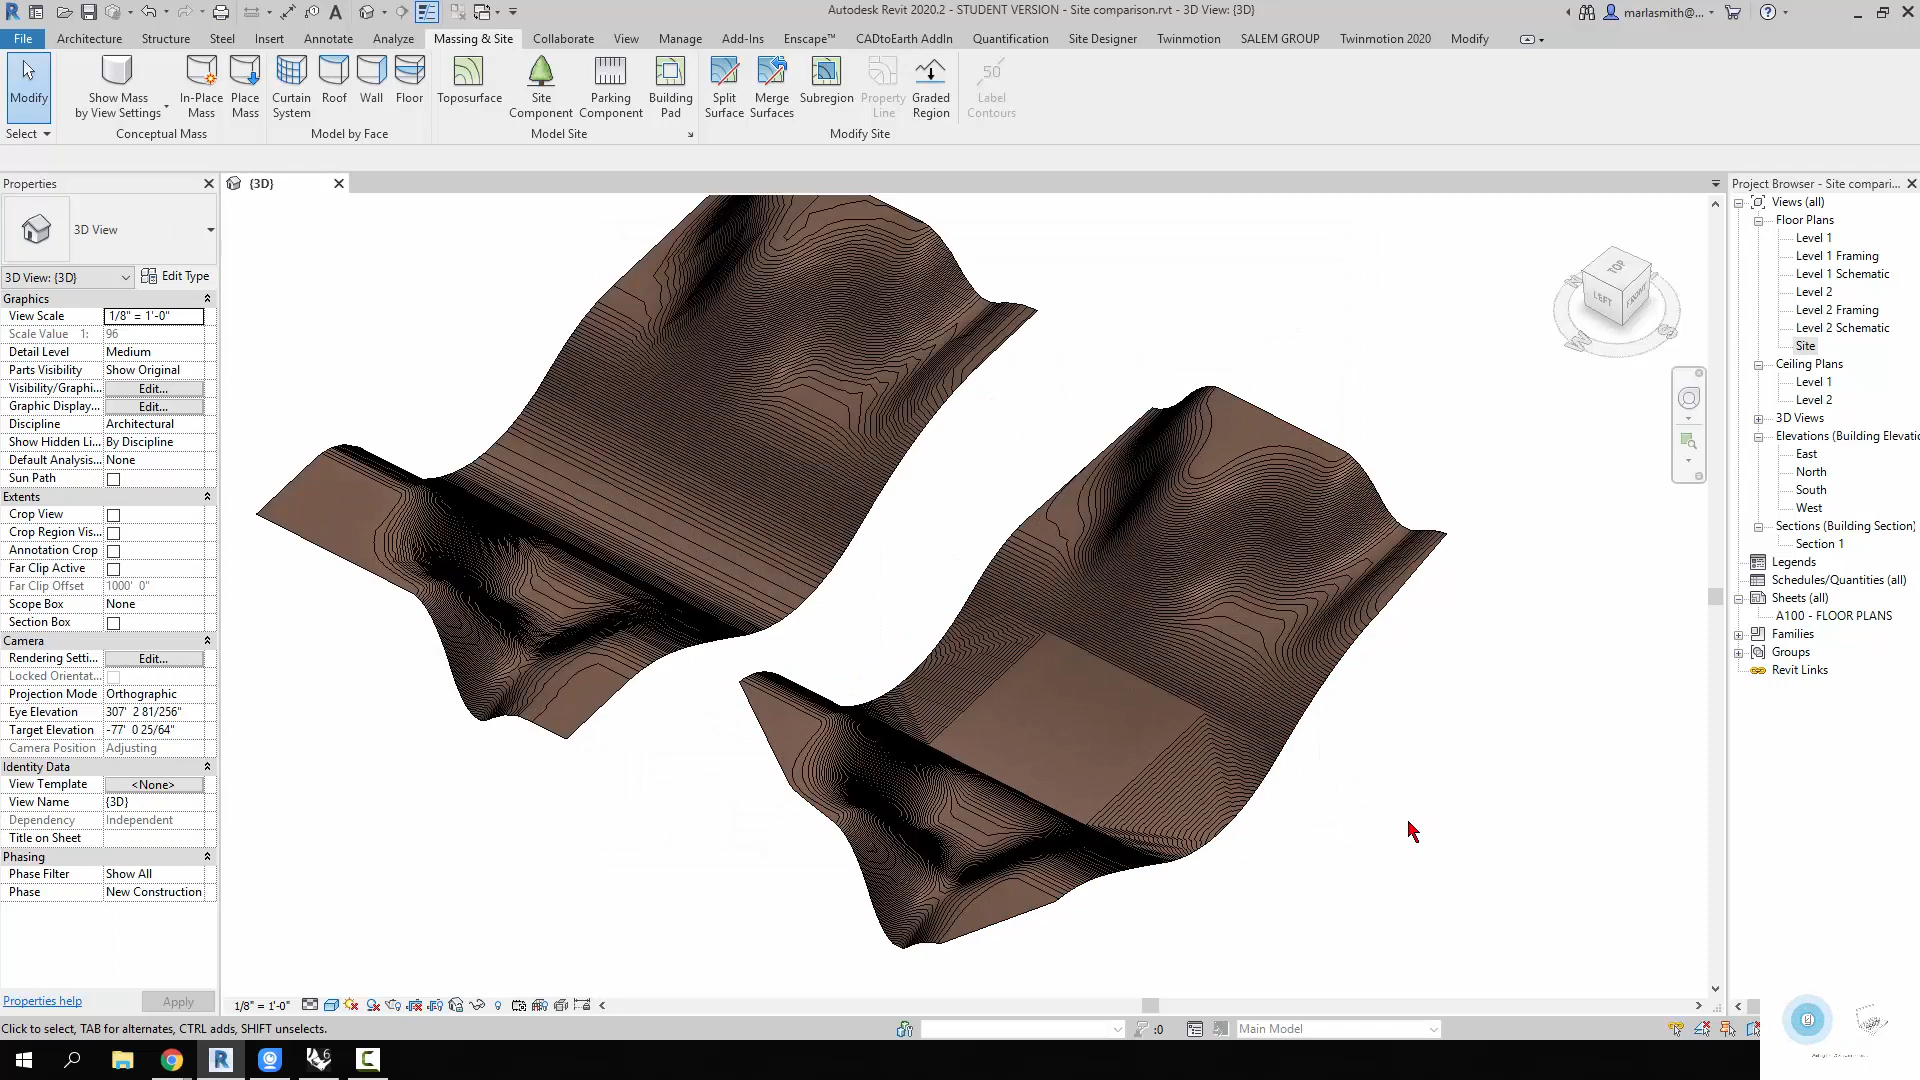 Autodesk Revit 2020.2 - STUDENT VERSION - Site comparison.rvt - 3D View: {3D}
marlasmith@...
File Architecture Structure Steel Insert Annotate Analyze Massing & Site Collaborate View Manage Add-Ins Enscape™ CADtoEarth AddIn Quantification Site Designer Twinmotion SALEM GROUP Twinmotion 2020 Modify
Modify
Show Mass by View Settings
In-Place Mass
Place Mass
Curtain System
Roof
Wall
Floor
Toposurface
Site Component
Parking Component
Building Pad
Split Surface
Merge Surfaces
Subregion
Property Line
Graded Region
50
Label Contours
Select Conceptual Mass Model by Face Model Site Modify Site
Properties
{3D}
Project Browser - Site compari...
3D View
3D View: {3D} Edit Type
Graphics
View Scale 1/8" = 1'-0"
Scale Value 1: 96
Detail Level Medium
Parts Visibility Show Original
Visibility/Graphi... Edit...
Graphic Display... Edit...
Discipline Architectural
Show Hidden Li... By Discipline
Default Analysis... None
Sun Path
Extents
Crop View
Crop Region Vis...
Annotation Crop
Far Clip Active
Far Clip Offset 1000' 0"
Scope Box None
Section Box
Camera
Rendering Setti... Edit...
Locked Orientat...
Projection Mode Orthographic
Eye Elevation 307' 2 81/256"
Target Elevation -77' 0 25/64"
Camera Position Adjusting
Identity Data
View Template <None>
View Name {3D}
Dependency Independent
Title on Sheet
Phasing
Phase Filter Show All
Phase New Construction
Properties help Apply
TOP
LEFT
FRONT
W
S
Views (all)
Floor Plans
Level 1
Level 1 Framing
Level 1 Schematic
Level 2
Level 2 Framing
Level 2 Schematic
Site
Ceiling Plans
Level 1
Level 2
3D Views
Elevations (Building Elevatio
East
North
South
West
Sections (Building Section)
Section 1
Legends
Schedules/Quantities (all)
Sheets (all)
A100 - FLOOR PLANS
Families
Groups
Revit Links
1/8" = 1'-0"
Click to select, TAB for alternates, CTRL adds, SHIFT unselects.
:0
Main Model